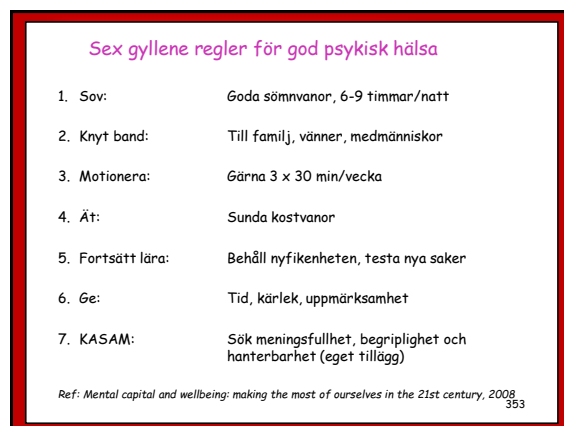 Sex gyllene regler för god psykisk hälsa
1. Sov: Goda sömnvanor, 6-9 timmar/natt
2. Knyt band: Till familj, vänner, medmänniskor
3. Motionera: Gärna 3 x 30 min/vecka
4. Ät: Sunda kostvanor
5. Fortsätt lära: Behåll nyfikenheten, testa nya saker
6. Ge: Tid, kärlek, uppmärksamhet
7. KASAM: Sök meningsfullhet, begriplighet och
hanterbarhet (eget tillägg)
Ref: Mental capital and wellbeing: making the most of ourselves in the 21st century, 2008
353